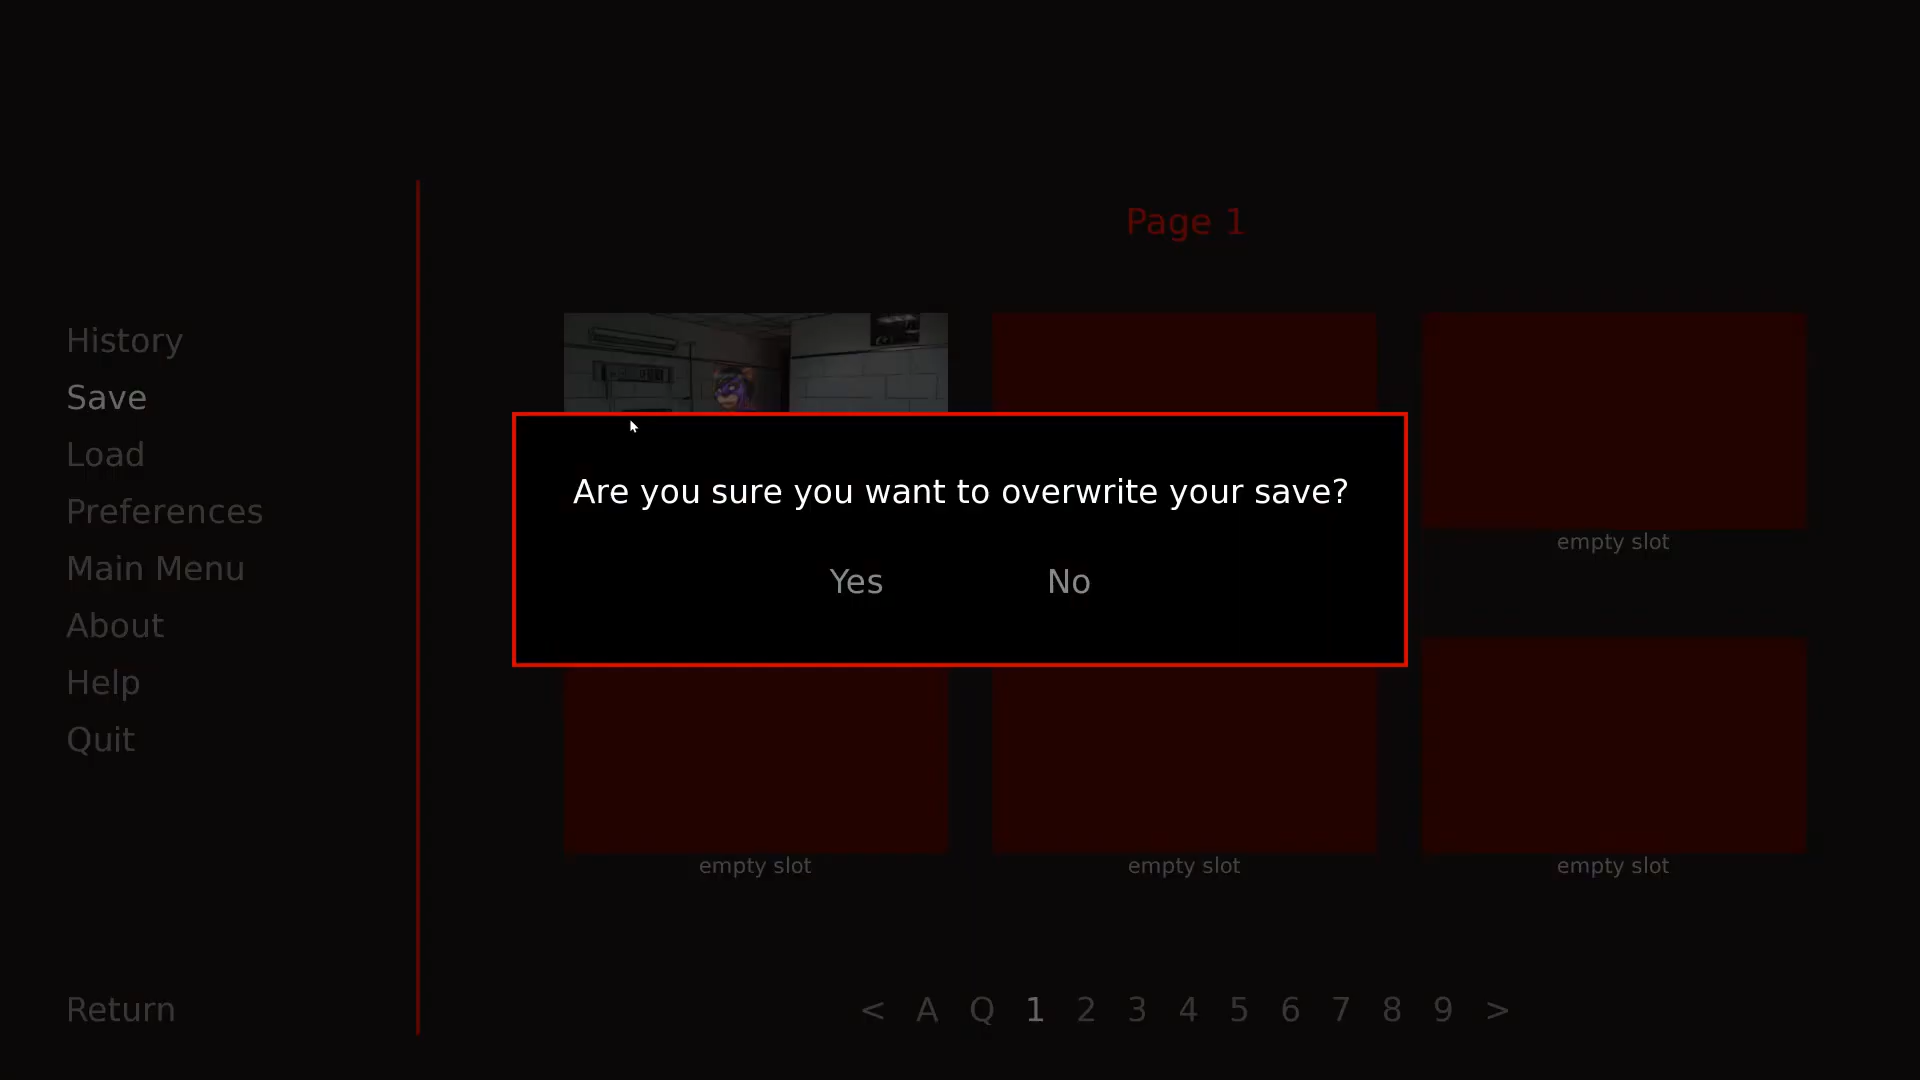 Page 1
History
Save
Load
Preferences
Main Menu
About
Help
Quit
Return
Are you sure you want to overwrite your save?
Yes No
empty slot
empty slot empty slot empty slot
< A Q 1 2 3 4 5 6 7 8 9 >